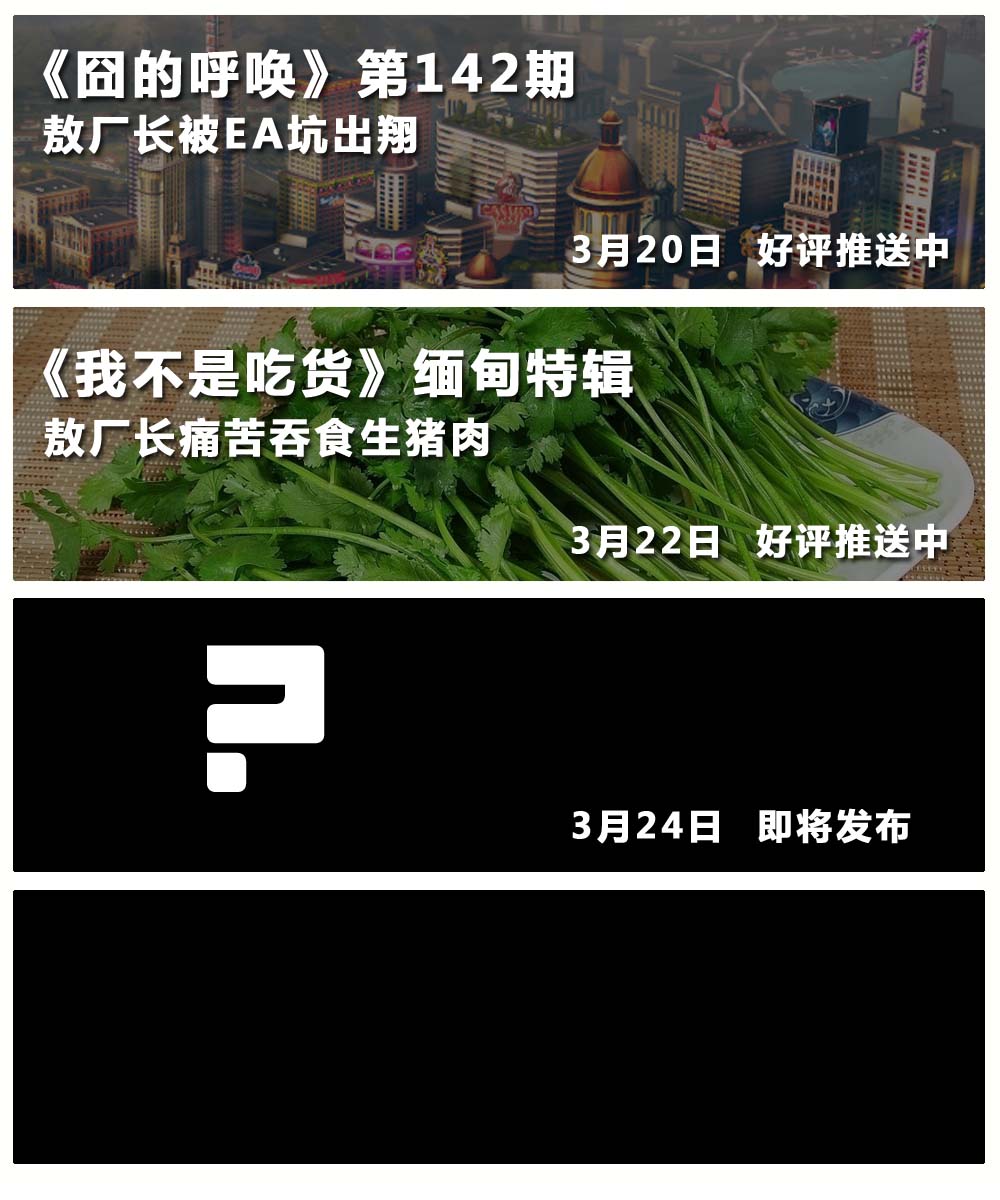 《囧的呼唤》第142期
敖厂长被EA坑出翔
3月20日 好评推送中
《我不是吃货》缅甸特辑
敖厂长痛苦吞食生猪肉
3月22日 好评推送中
?
3月24日 即将发布